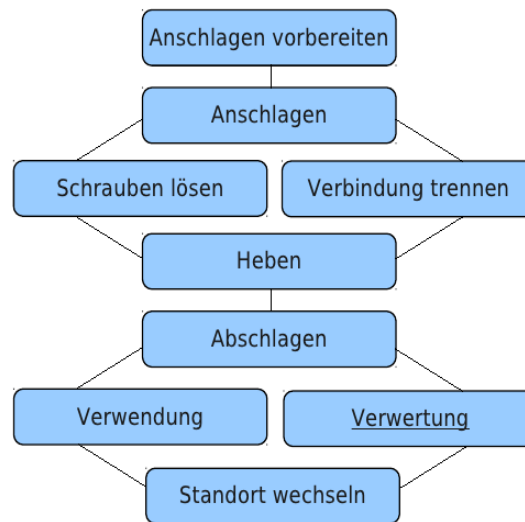 Anschlagen vorbereiten
Anschlagen
Schrauben lösen
Verbindung trennen
Heben
Abschlagen
Verwendung
Verwertung
Standort wechseln